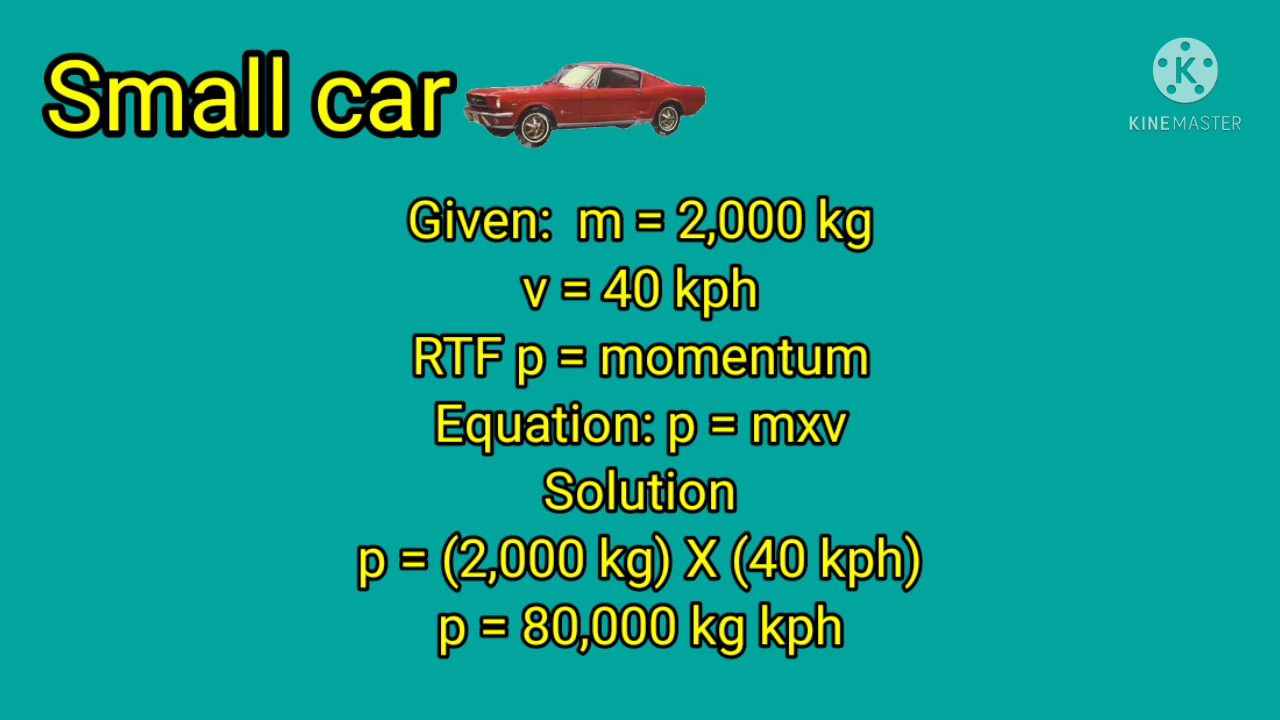 Small car
KINEMASTER
Given: m = 2,000 kg
v = 40 kph
RTF p = momentum
Equation: p = mxv
Solution
p = (2,000 kg) X (40 kph)
p = 80,000 kg kph